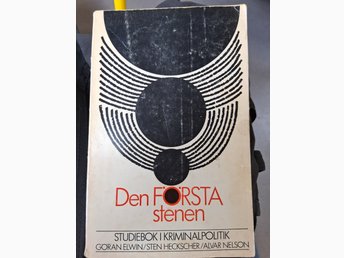 Den FÖRSTA
stenen
STUDIEBOK I KRIMINALPOLITIK
GÖRAN ELWIN/STEN HECKSCHER/ALVAR NELSON